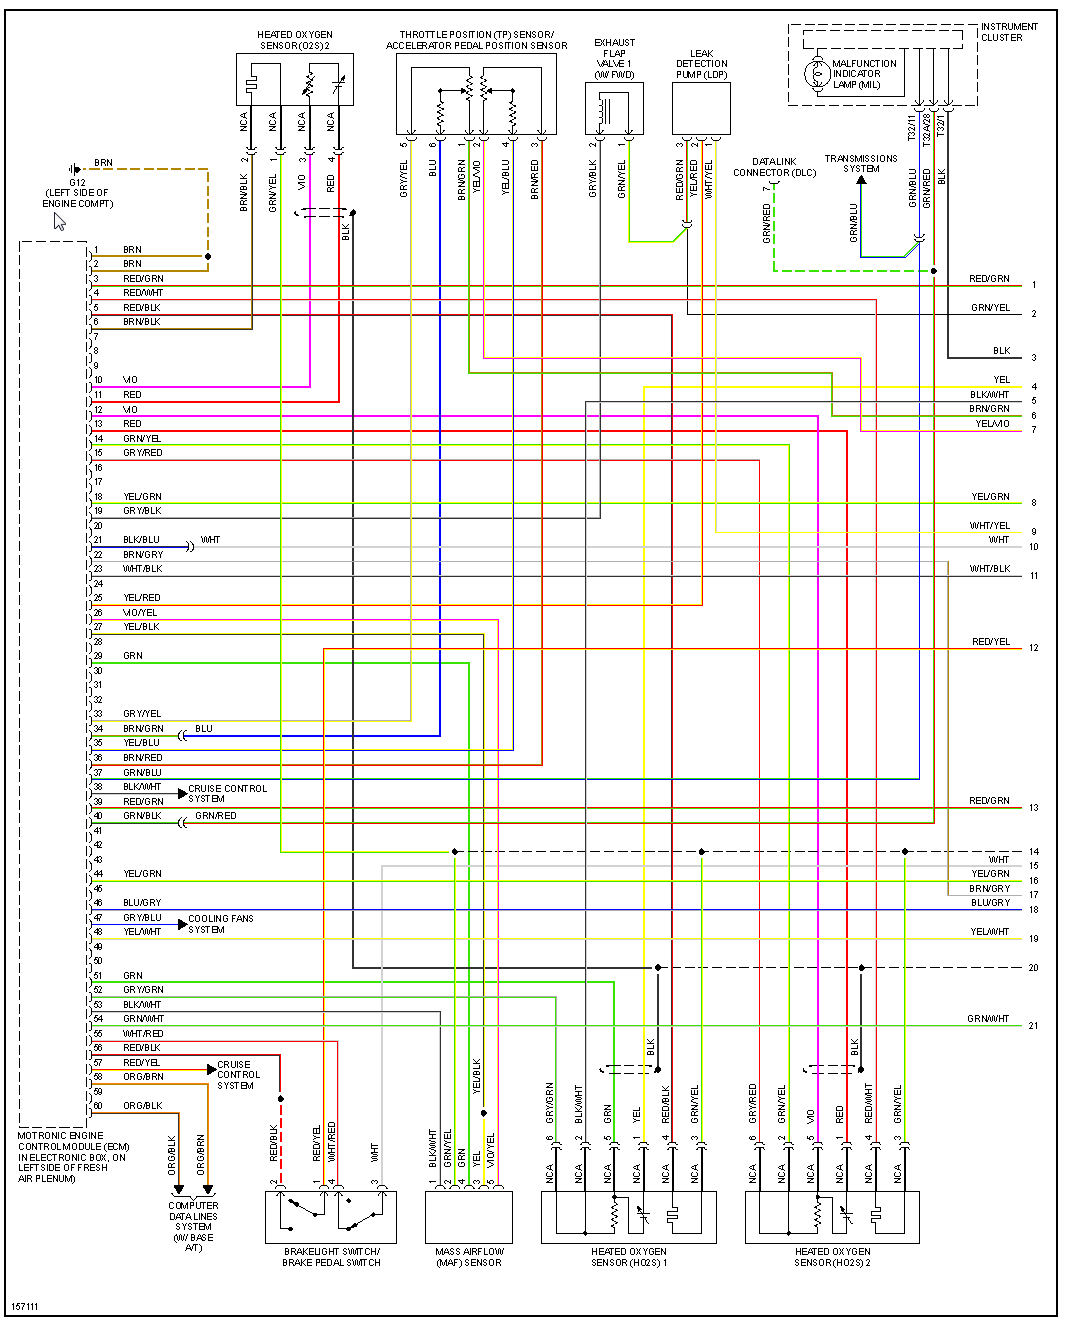 HEATED OXYGEN
SENSOR (O2S) 2
THROTTLE POSITION (TP) SENSOR/
ACCELERATOR PEDAL POSITION SENSOR
EXHAUST
FLAP
VALVE 1
(W/ FWD)
LEAK
DETECTION
PUMP (LDP)
INSTRUMENT
CLUSTER
MALFUNCTION
INDICATOR
LAMP (MIL)
NCA
NCA
NCA
NCA
2
1
3
4
BRN/BLK
GRN/YEL
VIO
RED
BLK
5
6
1
2
4
3
GRY/YEL
BLU
BRN/GRN
YEL/VIO
YEL/BLU
BRN/RED
2
1
GRY/BLK
GRN/YEL
3
2
1
RED/GRN
YEL/RED
WHT/YEL
DATA LINK
CONNECTOR (DLC)
7
GRN/RED
TRANSMISSIONS
SYSTEM
GRN/BLU
T32/11
T32A/28
T32/1
GRN/BLU
GRN/RED
BLK
BRN
G12
(LEFT SIDE OF
ENGINE COMPT)
1 BRN
2 BRN
3 RED/GRN
4 RED/WHT
5 RED/BLK
6 BRN/BLK
7
8
9
10 VIO
11 RED
12 VIO
13 RED
14 GRN/YEL
15 GRY/RED
16
17
18 YEL/GRN
19 GRY/BLK
20
21 BLK/BLU WHT
22 BRN/GRY
23 WHT/BLK
24
25 YEL/RED
26 VIO/YEL
27 YEL/BLK
28
29 GRN
30
31
32
33 GRY/YEL
34 BRN/GRN BLU
35 YEL/BLU
36 BRN/RED
37 GRN/BLU
38 BLK/WHT
CRUISE CONTROL
SYSTEM
39 RED/GRN
40 GRN/BLK GRN/RED
41
42
43
44 YEL/GRN
45
46 BLU/GRY
47 GRY/BLU
COOLING FANS
SYSTEM
48 YEL/WHT
49
50
51 GRN
52 GRY/GRN
53 BLK/WHT
54 GRN/WHT
55 WHT/RED
56 RED/BLK
57 RED/YEL
CRUISE
CONTROL
SYSTEM
58 ORG/BRN
59
60 ORG/BLK
RED/GRN 1
GRN/YEL 2
BLK 3
YEL 4
BLK/WHT 5
BRN/GRN 6
YEL/VIO 7
YEL/GRN 8
WHT/YEL 9
WHT 10
WHT/BLK 11
RED/YEL 12
RED/GRN 13
14
WHT 15
YEL/GRN 16
BRN/GRY 17
BLU/GRY 18
YEL/WHT 19
20
GRN/WHT 21
MOTRONIC ENGINE
CONTROL MODULE (ECM)
IN ELECTRONIC BOX, ON
LEFT SIDE OF FRESH
AIR PLENUM)
ORG/BLK
ORG/BRN
COMPUTER
DATA LINES
SYSTEM
(W/ BASE
A/T)
RED/BLK
RED/YEL
WHT/RED
WHT
2
1
4
3
BRAKELIGHT SWITCH/
BRAKE PEDAL SWITCH
YEL/BLK
BLK/WHT
GRN/YEL
GRN
YEL
VIO/YEL
1
2
4
3
5
MASS AIRFLOW
(MAF) SENSOR
BLK
GRY/GRN
BLK/WHT
GRN
YEL
RED/BLK
GRN/YEL
6
2
5
1
4
3
NCA
NCA
NCA
NCA
NCA
NCA
HEATED OXYGEN
SENSOR (HO2S) 1
BLK
GRY/RED
GRN/YEL
VIO
RED
RED/WHT
GRN/YEL
6
2
5
1
4
3
NCA
NCA
NCA
NCA
NCA
NCA
HEATED OXYGEN
SENSOR (HO2S) 2
157111